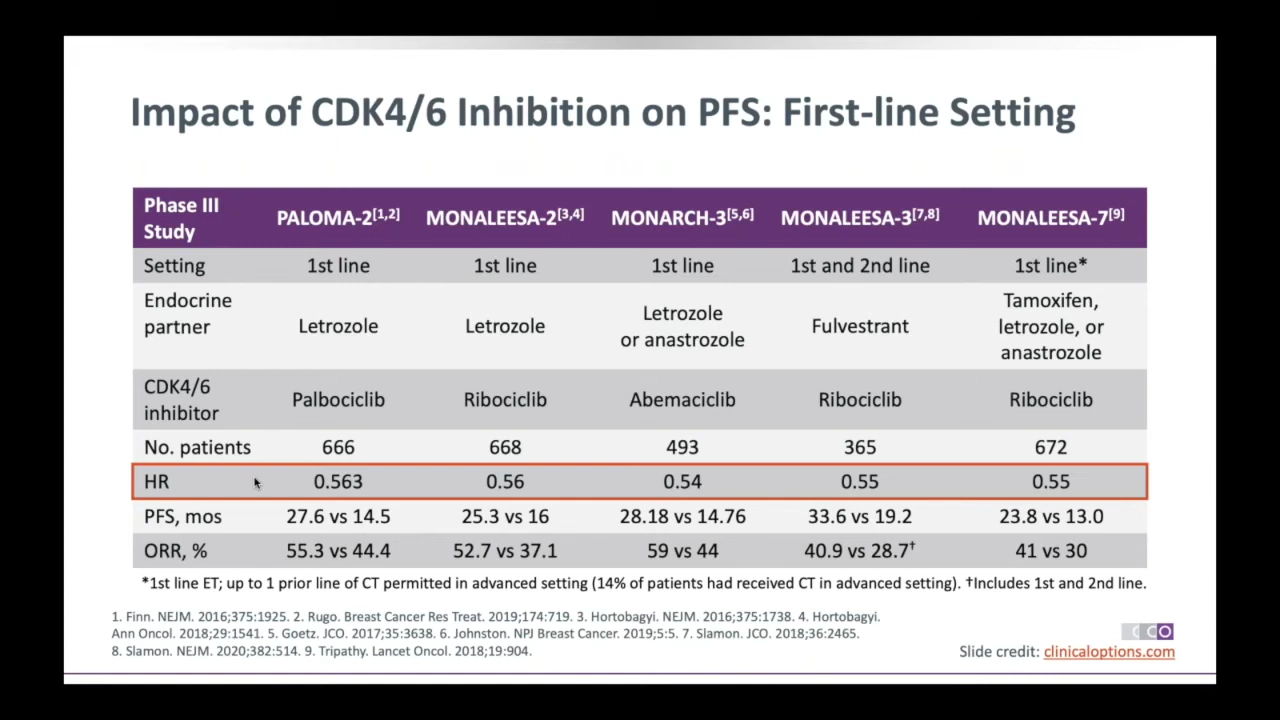 Impact of CDK4/6 Inhibition on PFS: First-line Setting
Phase III Study PALOMA-2[1,2] MONALEESA-2[3,4] MONARCH-3[5,6] MONALEESA-3[7,8] MONALEESA-7[9]
Setting 1st line 1st line 1st line 1st and 2nd line 1st line*
Endocrine partner Letrozole Letrozole Letrozole or anastrozole Fulvestrant Tamoxifen, letrozole, or anastrozole
CDK4/6 inhibitor Palbociclib Ribociclib Abemaciclib Ribociclib Ribociclib
No. patients 666 668 493 365 672
HR 0.563 0.56 0.54 0.55 0.55
PFS, mos 27.6 vs 14.5 25.3 vs 16 28.18 vs 14.76 33.6 vs 19.2 23.8 vs 13.0
ORR, % 55.3 vs 44.4 52.7 vs 37.1 59 vs 44 40.9 vs 28.7† 41 vs 30
*1st line ET; up to 1 prior line of CT permitted in advanced setting (14% of patients had received CT in advanced setting). †Includes 1st and 2nd line.
1. Finn. NEJM. 2016;375:1925. 2. Rugo. Breast Cancer Res Treat. 2019;174:719. 3. Hortobagyi. NEJM. 2016;375:1738. 4. Hortobagyi.
Ann Oncol. 2018;29:1541. 5. Goetz. JCO. 2017;35:3638. 6. Johnston. NPJ Breast Cancer. 2019;5:5. 7. Slamon. JCO. 2018;36:2465.
8. Slamon. NEJM. 2020;382:514. 9. Tripathy. Lancet Oncol. 2018;19:904.
CCO
Slide credit: clinicaloptions.com